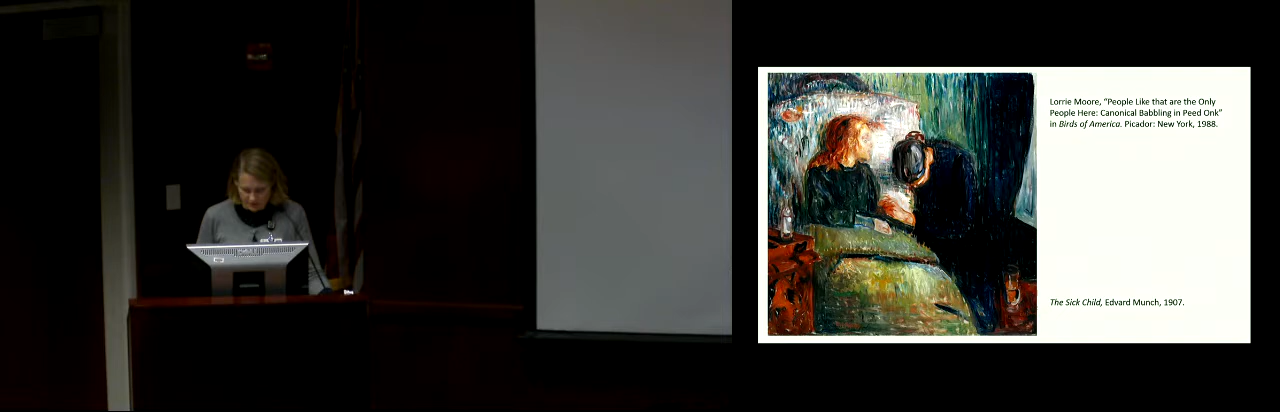 Lorrie Moore, “People Like that are the Only
People Here: Canonical Babbling in Peed Onk”
in Birds of America. Picador: New York, 1988.
The Sick Child, Edvard Munch, 1907.